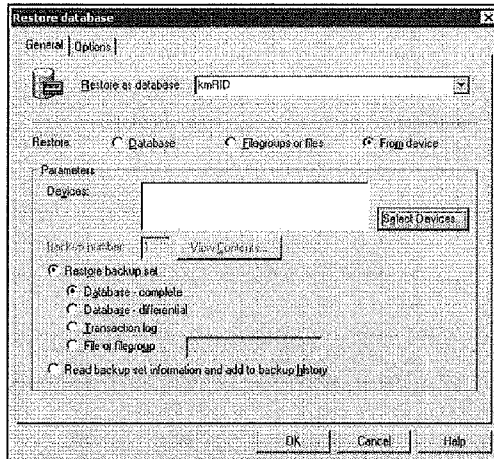 Restore database
General Options
Restore as database: kmRID
Restore: Database Filegroups or files From device
Parameters
Devices:
Select Devices...
Backup number: 1 View Contents...
Restore backup set
Database - complete
Database - differential
Transaction log
File or filegroup
Read backup set information and add to backup history
OK Cancel Help